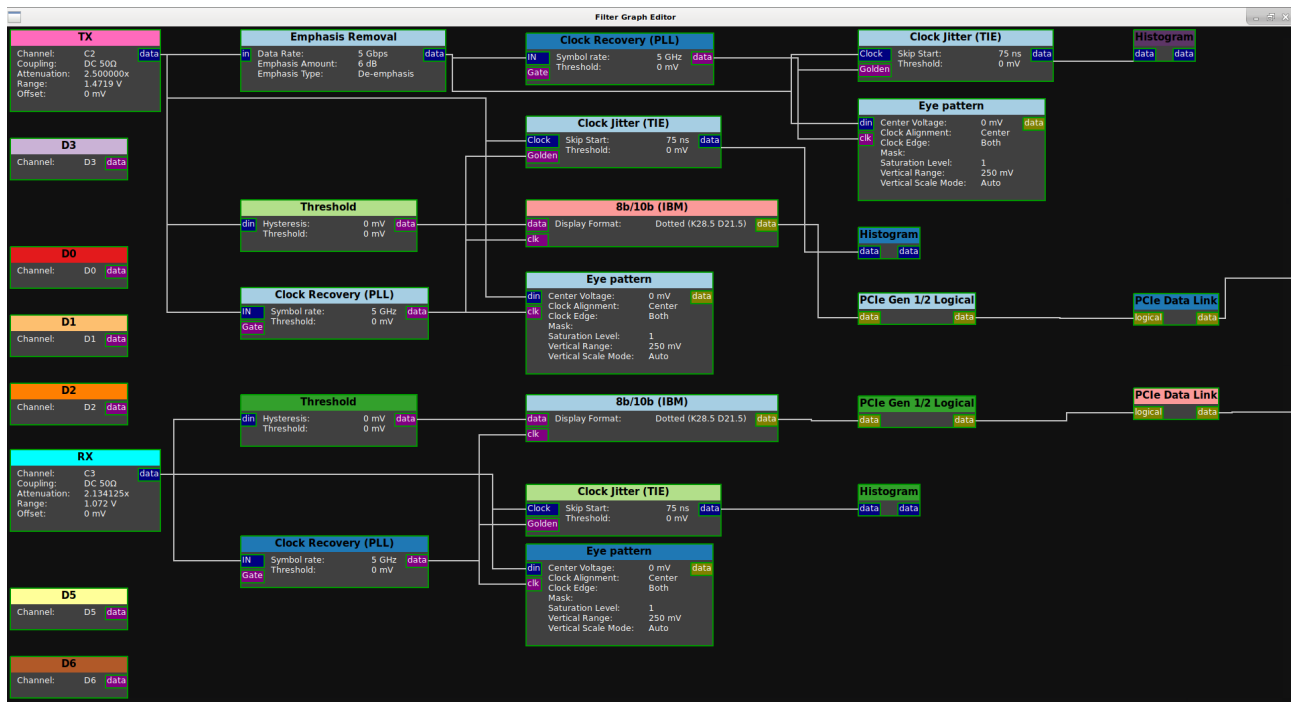 Filter Graph Editor
TX
Channel: C2 data
Coupling: DC 50Ω
Attenuation: 2.500000x
Range: 1.4719 V
Offset: 0 mV
Emphasis Removal
in Data Rate: 5 Gbps data
Emphasis Amount: 6 dB
Emphasis Type: De-emphasis
Clock Recovery (PLL)
IN Symbol rate: 5 GHz data
Gate Threshold: 0 mV
Clock Jitter (TIE)
Clock Skip Start: 75 ns data
Golden Threshold: 0 mV
Histogram
data data
Eye pattern
din Center Voltage: 0 mV data
clk Clock Alignment: Center
Clock Edge: Both
Mask:
Saturation Level: 1
Vertical Range: 250 mV
Vertical Scale Mode: Auto
D3
Channel: D3 data
Clock Jitter (TIE)
Clock Skip Start: 75 ns data
Golden Threshold: 0 mV
Threshold
din Hysteresis: 0 mV data
Threshold: 0 mV
8b/10b (IBM)
data Display Format: Dotted (K28.5 D21.5) data
clk
Histogram
data data
D0
Channel: D0 data
Clock Recovery (PLL)
IN Symbol rate: 5 GHz data
Gate Threshold: 0 mV
Eye pattern
din Center Voltage: 0 mV data
Clock Alignment: Center
clk Clock Edge: Both
Mask:
Saturation Level: 1
Vertical Range: 250 mV
Vertical Scale Mode: Auto
PCIe Gen 1/2 Logical
data data
PCIe Data Link
logical data
D1
Channel: D1 data
D2
Channel: D2 data
Threshold
din Hysteresis: 0 mV data
Threshold: 0 mV
8b/10b (IBM)
data Display Format: Dotted (K28.5 D21.5) data
clk
PCIe Gen 1/2 Logical
data data
PCIe Data Link
logical data
RX
Channel: C3 data
Coupling: DC 50Ω
Attenuation: 2.134125x
Range: 1.072 V
Offset: 0 mV
Clock Jitter (TIE)
Clock Skip Start: 75 ns data
Golden Threshold: 0 mV
Histogram
data data
Clock Recovery (PLL)
IN Symbol rate: 5 GHz data
Gate Threshold: 0 mV
Eye pattern
din Center Voltage: 0 mV data
Clock Alignment: Center
clk Clock Edge: Both
Mask:
Saturation Level: 1
Vertical Range: 250 mV
Vertical Scale Mode: Auto
D5
Channel: D5 data
D6
Channel: D6 data